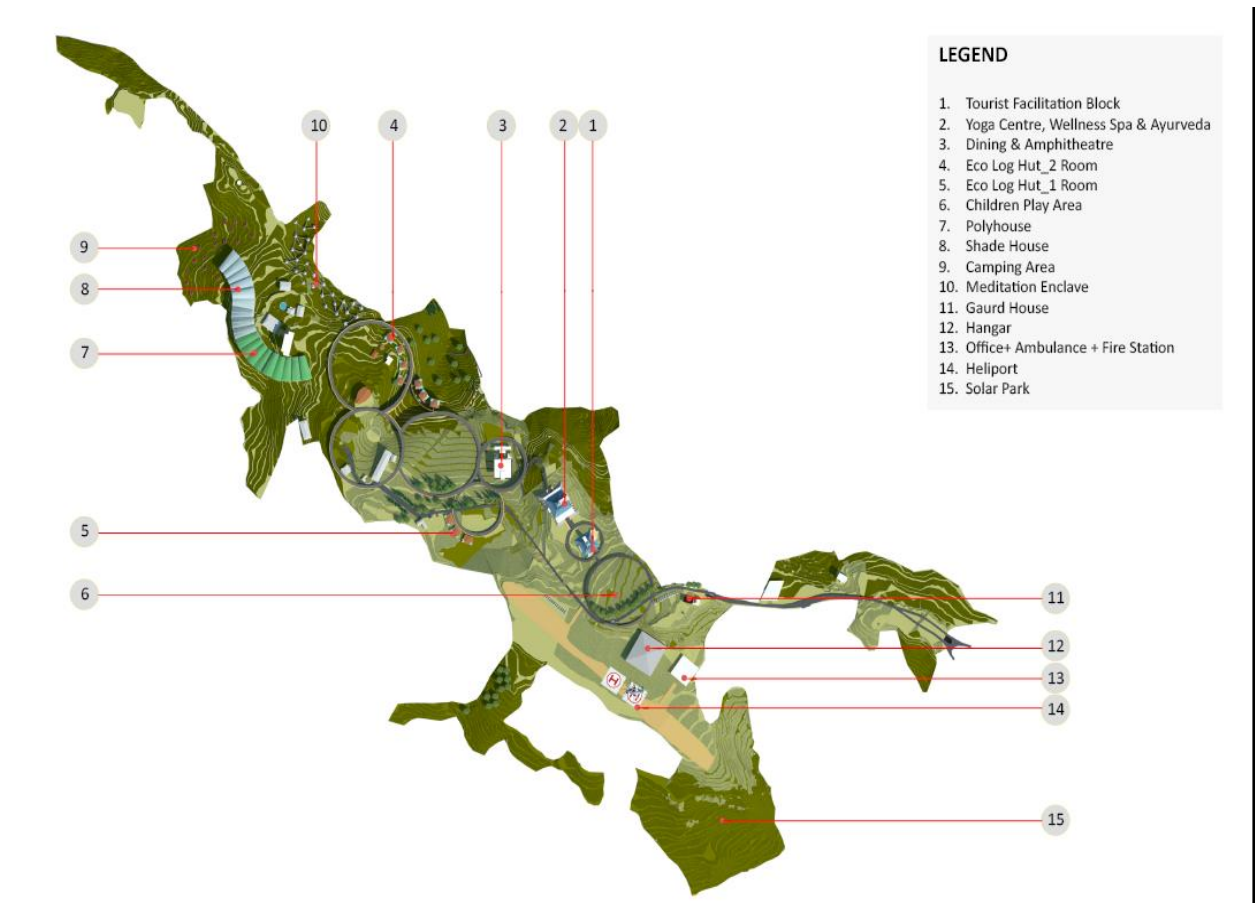 LEGEND
1. Tourist Facilitation Block
2. Yoga Centre, Wellness Spa & Ayurveda
3. Dining & Amphitheatre
4. Eco Log Hut_2 Room
5. Eco Log Hut_1 Room
6. Children Play Area
7. Polyhouse
8. Shade House
9. Camping Area
10. Meditation Enclave
11. Gaurd House
12. Hangar
13. Office+ Ambulance + Fire Station
14. Heliport
15. Solar Park
10 4 3 2 1
9
8
7
5
6
11
12
13
14
15
H